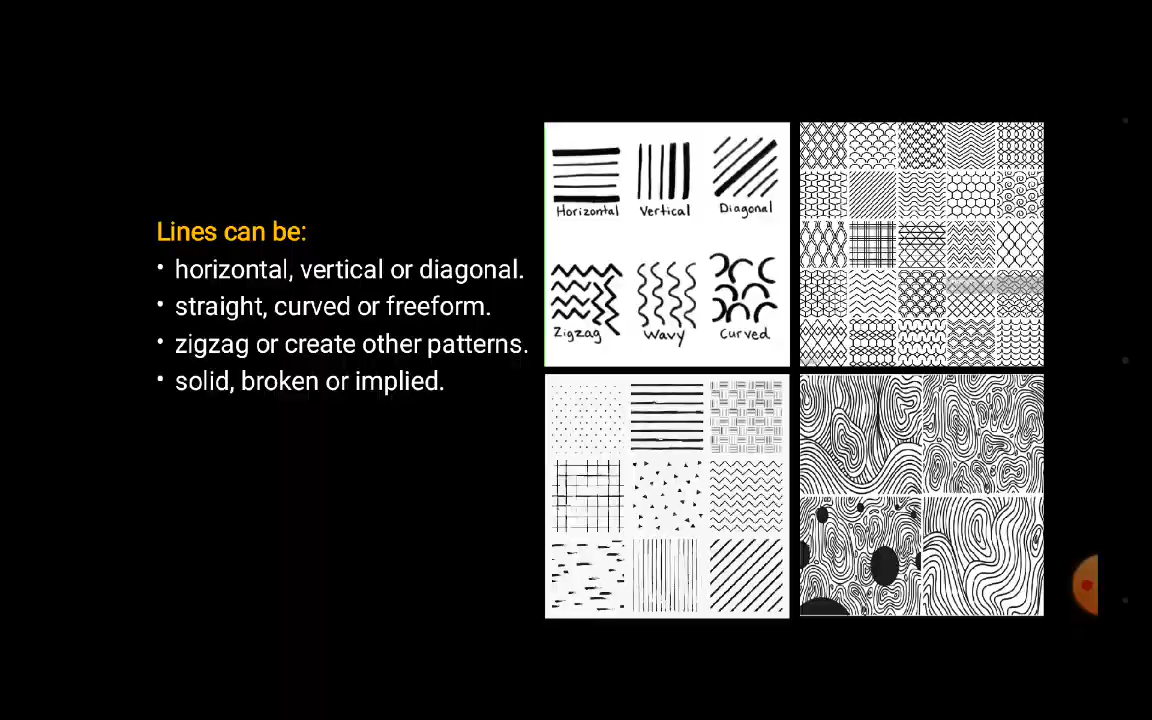 Lines can be:
• horizontal, vertical or diagonal.
• straight, curved or freeform.
• zigzag or create other patterns.
• solid, broken or implied.
Horizontal Vertical Diagonal
Zigzag Wavy Curved